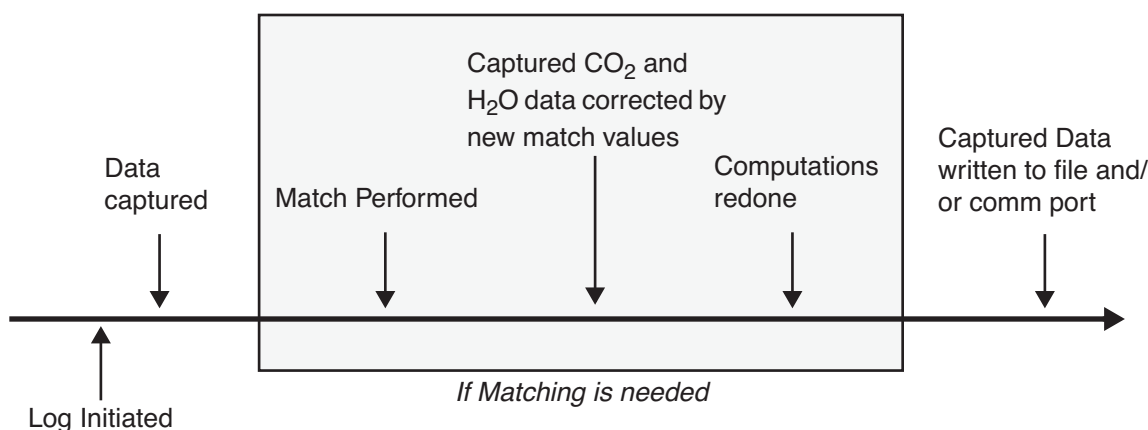 Log Initiated
Data
captured
Match Performed
Captured CO₂ and
H₂O data corrected by
new match values
Computations
redone
If Matching is needed
Captured Data
written to file and/
or comm port